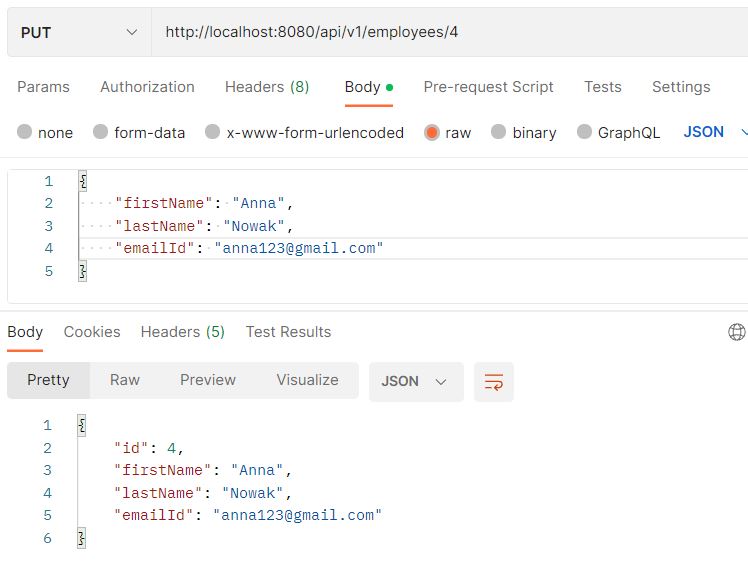 PUT http://localhost:8080/api/v1/employees/4
Params Authorization Headers (8) Body Pre-request Script Tests Settings
none form-data x-www-form-urlencoded raw binary GraphQL JSON
1 {
2 "firstName": "Anna",
3 "lastName": "Nowak",
4 "emailId": "anna123@gmail.com"
5 }
Body Cookies Headers (5) Test Results
Pretty Raw Preview Visualize JSON
1 {
2 "id": 4,
3 "firstName": "Anna",
4 "lastName": "Nowak",
5 "emailId": "anna123@gmail.com"
6 }